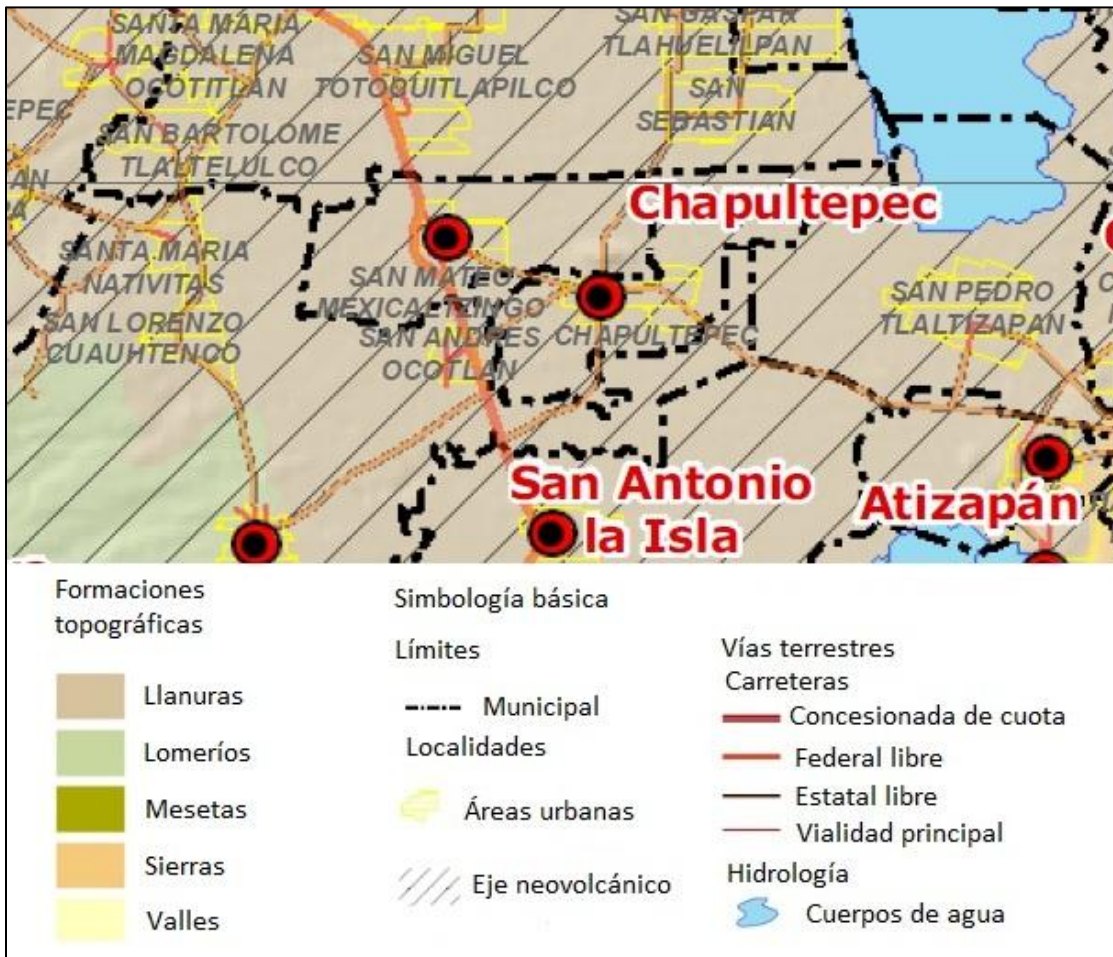 SANTA MARIA
MAGDALENA
OCOTITLAN
SAN MIGUEL
TOTOCUITLAPILCO
SAN GASPAR
TLAHUELILPAN
SAN
SEBASTIAN
TEPEC
SAN BARTOLOME
TLALTELULCO
AN
Chapultepec
SANTA MARIA
NATIVITAS
SAN MATEO
MEXICALTZINGO
SAN LORENZO
CUAUHTENCO
SAN ANDRES
OCOTLAN
CHAPULTEPEC
SAN PEDRO
TLALTIZAPAN
San Antonio
la Isla
Atizapán
Formaciones
topográficas
Llanuras
Lomeríos
Mesetas
Sierras
Valles
Simbología básica
Límites
Municipal
Localidades
Áreas urbanas
Eje neovolcánico
Vías terrestres
Carreteras
Concesionada de cuota
Federal libre
Estatal libre
Vialidad principal
Hidrología
Cuerpos de agua